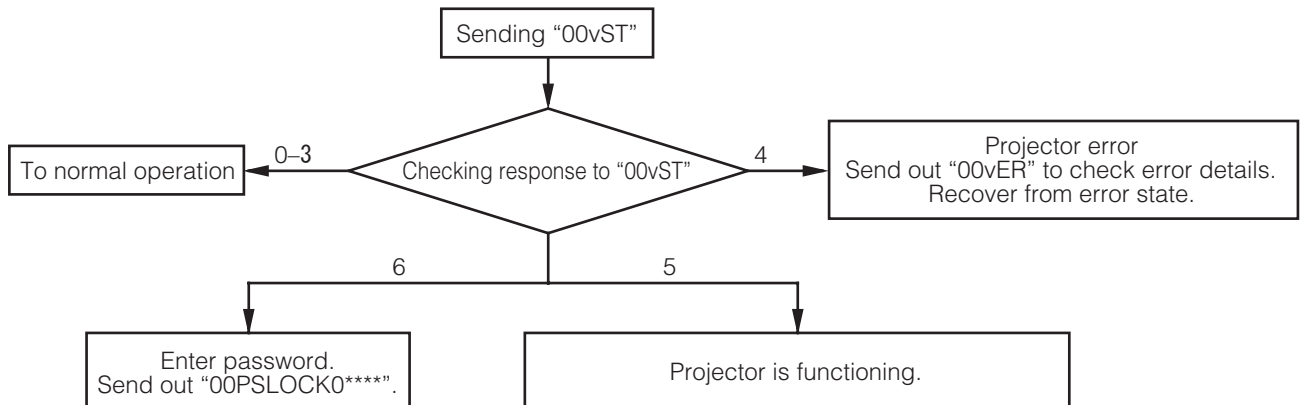 Sending “00vST”
To normal operation
0–3
Checking response to “00vST”
4
Projector error
Send out “00vER” to check error details.
Recover from error state.
6
5
Enter password.
Send out “00PSLOCK0****”.
Projector is functioning.